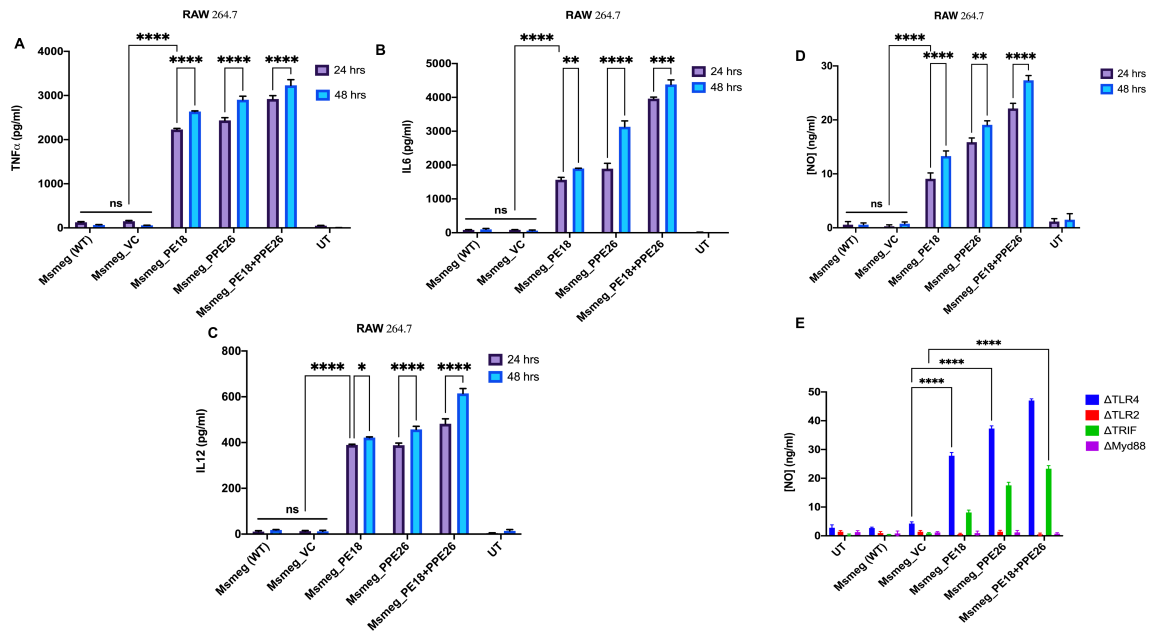 RAW 264.7
A
TNFα (pg/ml)
4000
3000
2000
1000
0
ns
****
****
****
****
24 hrs
48 hrs
Msmeg (WT)
Msmeg_VC
Msmeg_PE18
Msmeg_PPE26
Msmeg_PE18+PPE26
UT
RAW 264.7
B
IL6 (pg/ml)
5000
4000
3000
2000
1000
0
ns
****
**
****
***
24 hrs
48 hrs
Msmeg (WT)
Msmeg_VC
Msmeg_PE18
Msmeg_PPE26
Msmeg_PE18+PPE26
UT
RAW 264.7
D
[NO] (pg/ml)
30
20
10
0
ns
****
****
**
****
24 hrs
48 hrs
Msmeg (WT)
Msmeg_VC
Msmeg_PE18
Msmeg_PPE26
Msmeg_PE18+PPE26
UT
C
RAW 264.7
IL12 (pg/ml)
800
600
400
200
0
ns
****
*
****
****
24 hrs
48 hrs
Msmeg (WT)
Msmeg_VC
Msmeg_PE18
Msmeg_PPE26
Msmeg_PE18+PPE26
UT
E
[NO] (ng/ml)
50
40
30
20
10
0
****
****
****
ΔTLR4
ΔTLR2
ΔTRIF
ΔMyd88
UT
Msmeg (WT)
Msmeg_VC
Msmeg_PE18
Msmeg_PPE26
Msmeg_PE18+PPE26